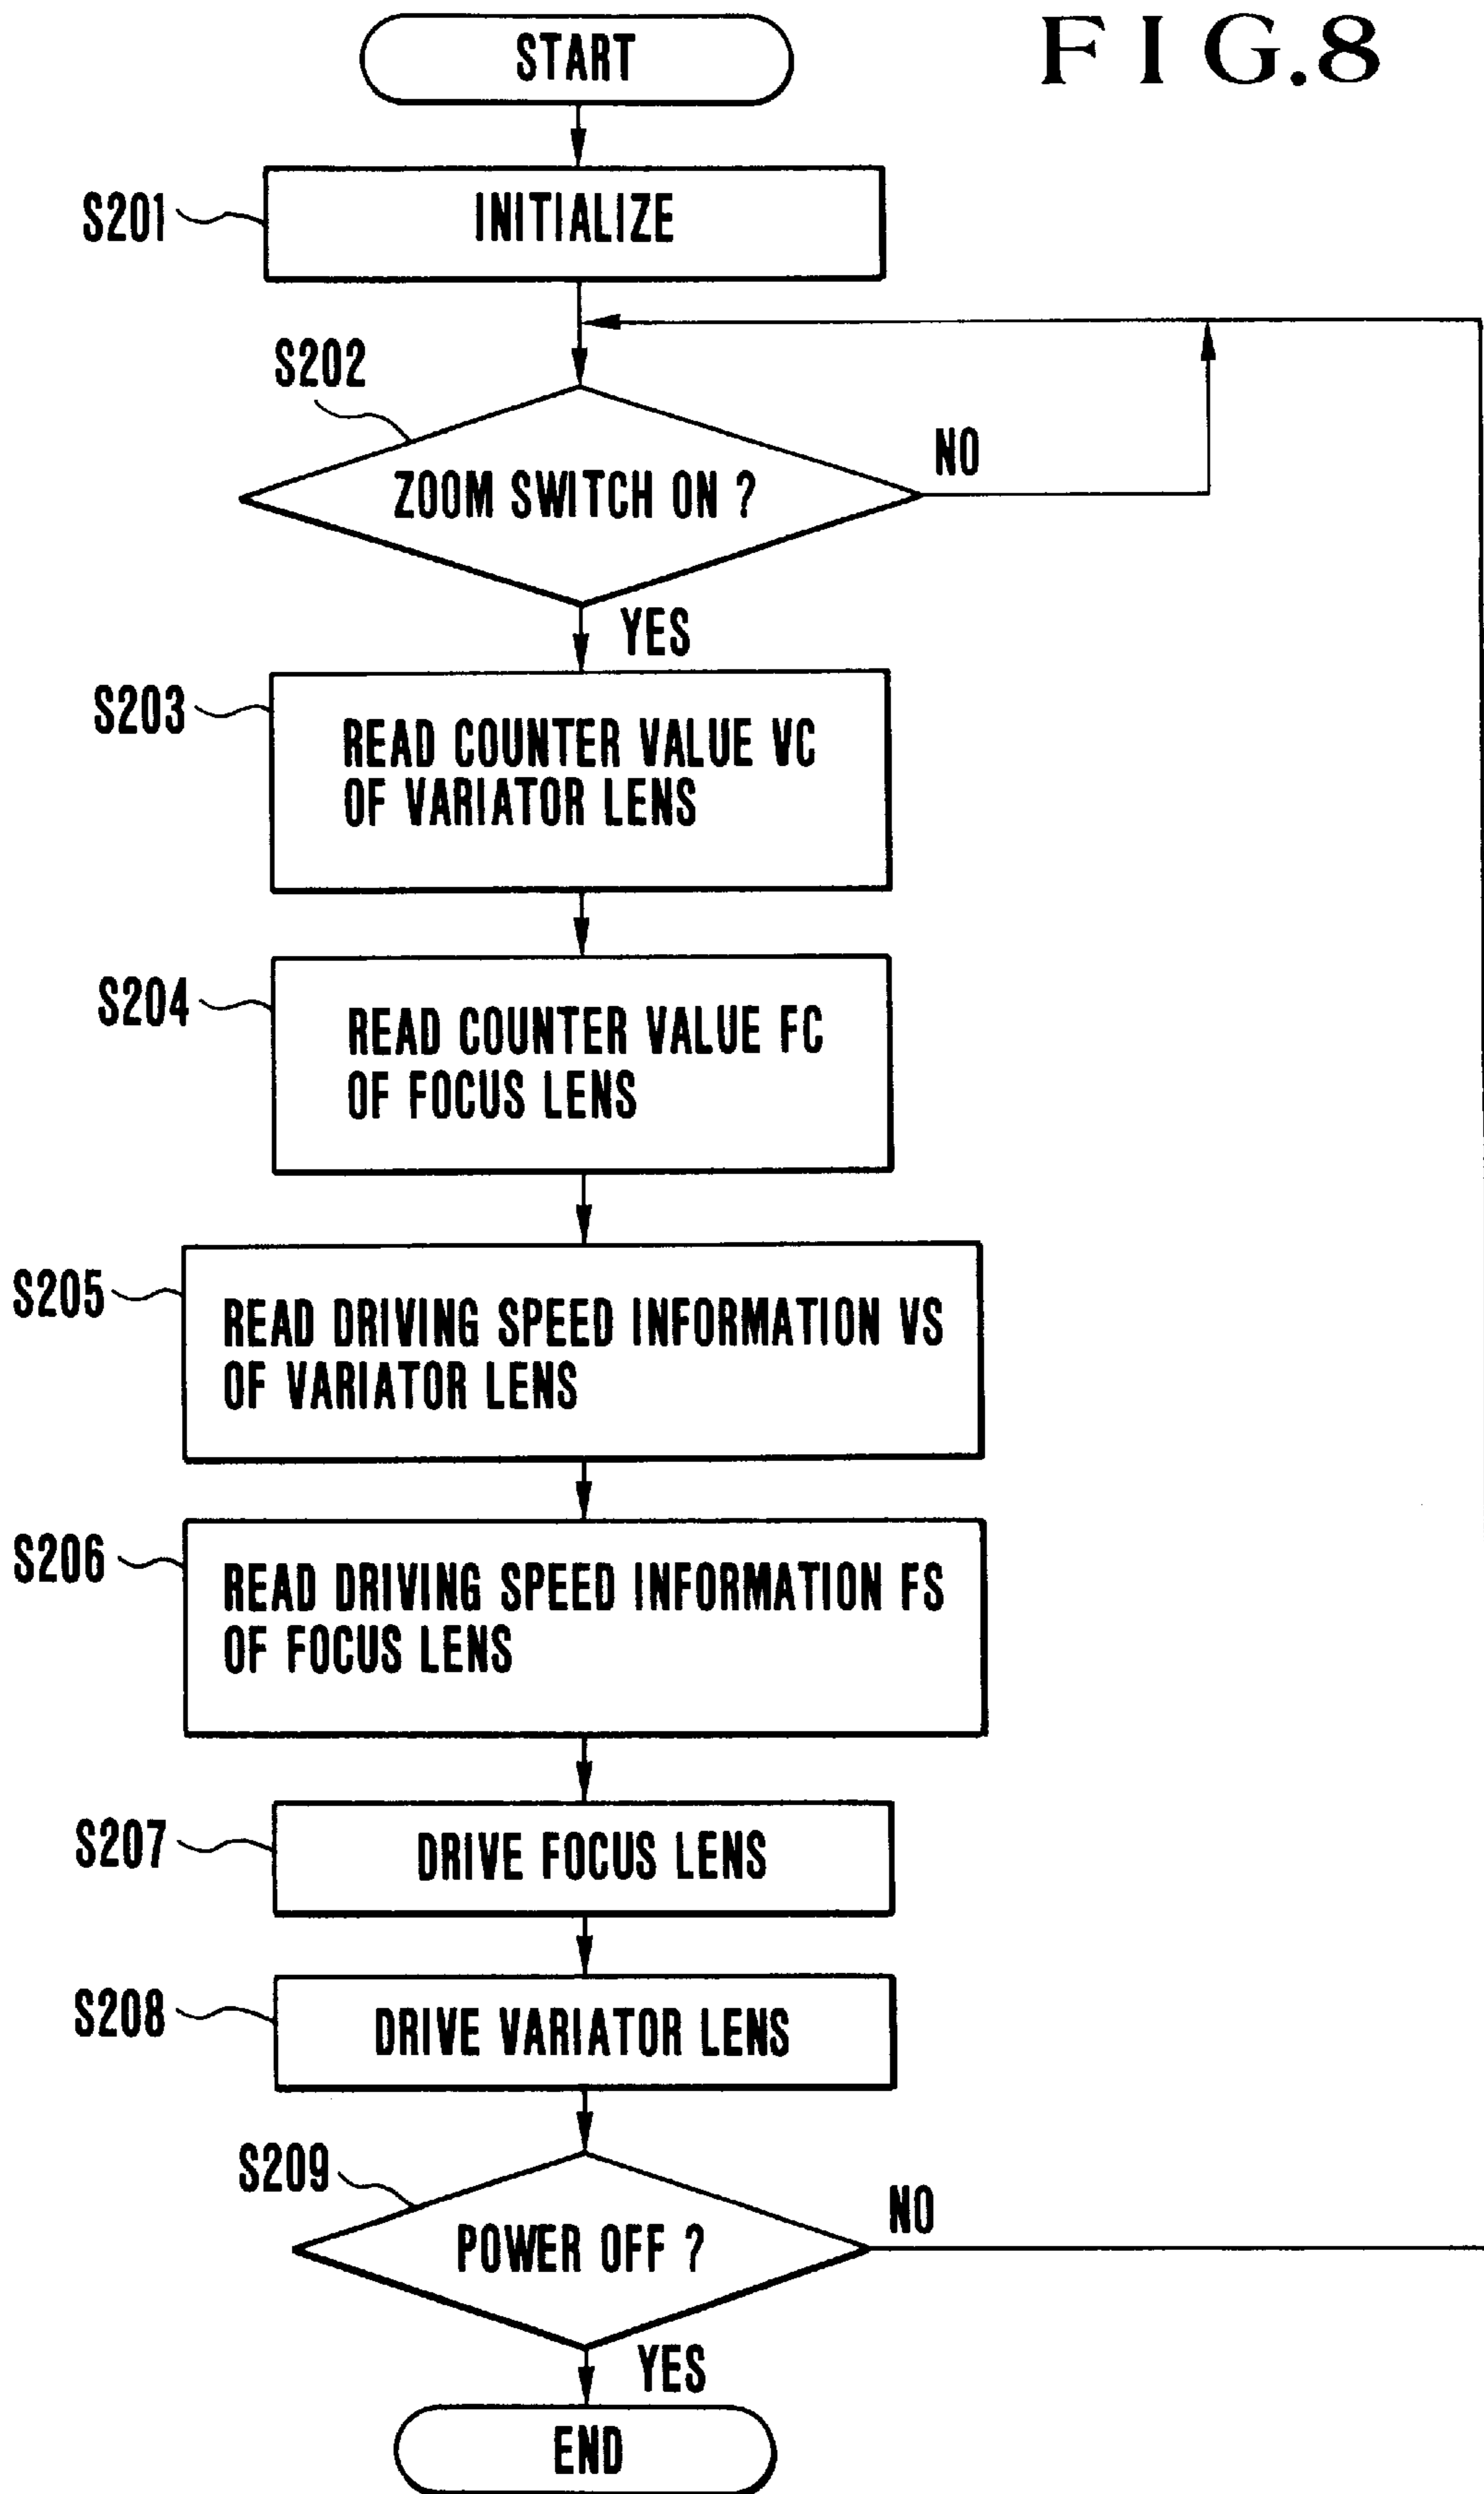 FIG.8
START
S201
INITIALIZE
S202
ZOOM SWITCH ON ?
NO
YES
S203
READ COUNTER VALUE VC
OF VARIATOR LENS
S204
READ COUNTER VALUE FC
OF FOCUS LENS
S205
READ DRIVING SPEED INFORMATION VS
OF VARIATOR LENS
S206
READ DRIVING SPEED INFORMATION FS
OF FOCUS LENS
S207
DRIVE FOCUS LENS
S208
DRIVE VARIATOR LENS
S209
POWER OFF ?
NO
YES
END